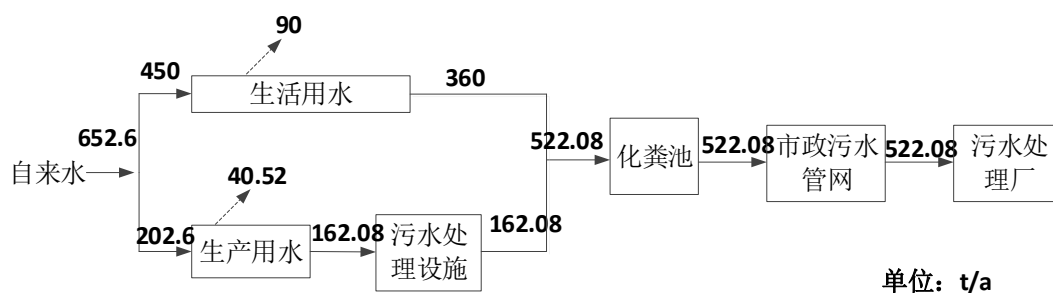 90
450
生活用水
360
652.6
自来水
522.08
化粪池
522.08
市政污水
管网
522.08
污水处
理厂
40.52
202.6
生产用水
162.08
污水处
理设施
162.08
单位：t/a